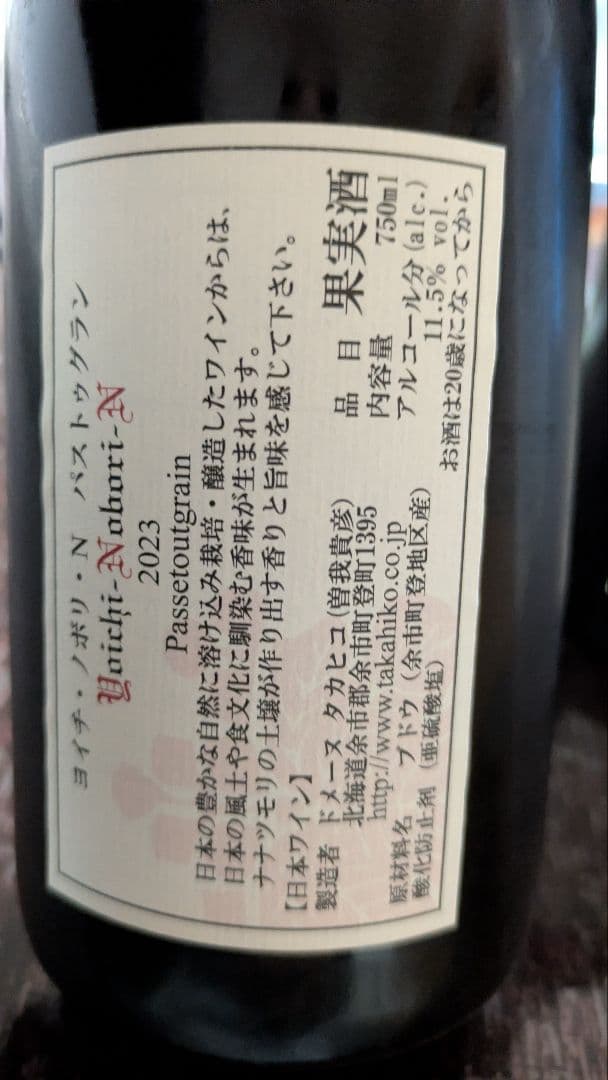 ヨイチ・ノボリ・N パストゥグラン
Yoichi-Nobori-N
2023
Passetoutgrain
日本の豊かな自然に溶け込み栽培・醸造したワインからは、
日本の風土や食文化に馴染む香味が生まれます。
ナナツモリの土壌が作り出す香りと旨味を感じて下さい。
【日本ワイン】
製造者 ドメーヌ タカヒコ(曽我貴彦)
北海道余市郡余市町登町1395
http://www.takahiko.co.jp
原材料名 ブドウ (余市町登地区産)
酸化防止剤 (亜硫酸塩)
品目 果実酒
内容量 750ml
アルコール分(alc.)
11.5% vol.
お酒は20歳になってから